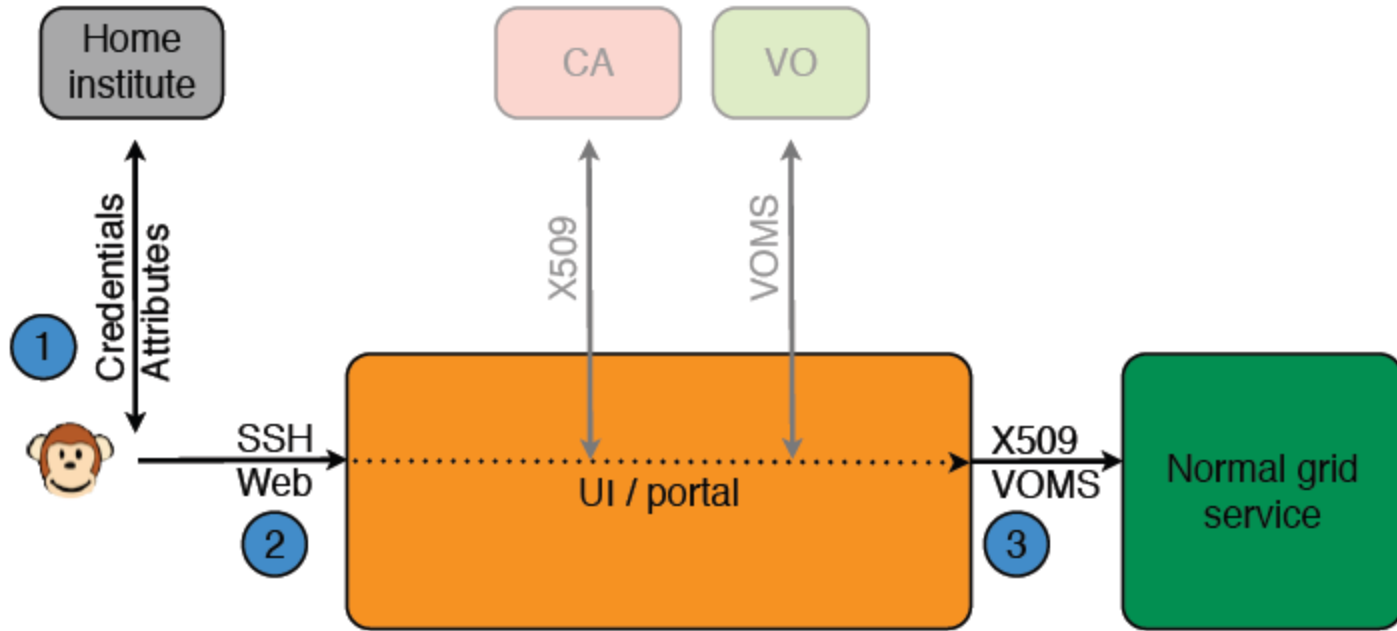 Home
institute
CA
VO
Credentials
Attributes
X509
VOMS
1
SSH
Web
2
UI / portal
X509
VOMS
3
Normal grid
service